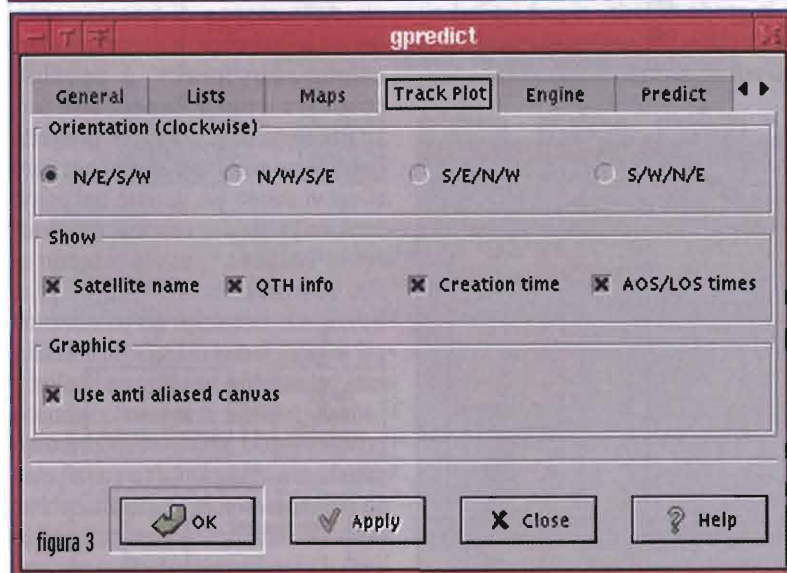 gpredict
General Lists Maps Track Plot Engine Predict
Orientation (clockwise)
N/E/S/W N/W/S/E S/E/N/W S/W/N/E
Show
Satellite name QTH info Creation time AOS/LOS times
Graphics
Use anti aliased canvas
OK Apply Close Help
figura 3